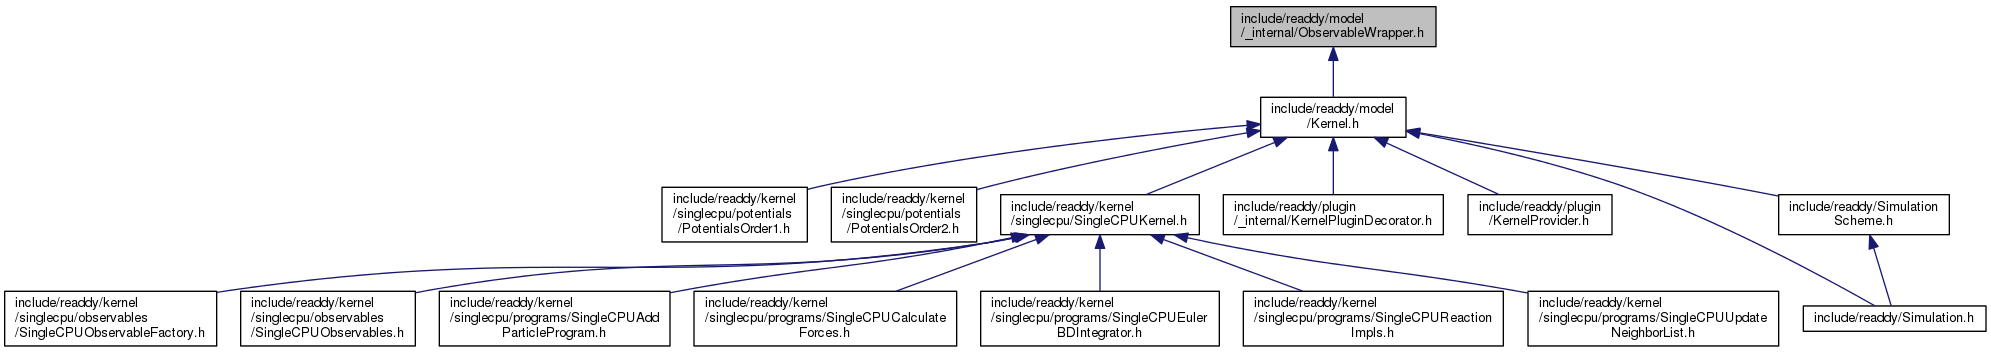 include/readdy/model
/_internal/ObservableWrapper.h
include/readdy/model
/Kernel.h
include/readdy/kernel
/singlecpu/potentials
/PotentialsOrder1.h
include/readdy/kernel
/singlecpu/potentials
/PotentialsOrder2.h
include/readdy/kernel
/singlecpu/SingleCPUKernel.h
include/readdy/plugin
/_internal/KernelPluginDecorator.h
include/readdy/plugin
/KernelProvider.h
include/readdy/Simulation
Scheme.h
include/readdy/kernel
/singlecpu/observables
/SingleCPUObservableFactory.h
include/readdy/kernel
/singlecpu/observables
/SingleCPUObservables.h
include/readdy/kernel
/singlecpu/programs/SingleCPUAdd
ParticleProgram.h
include/readdy/kernel
/singlecpu/programs/SingleCPUCalculate
Forces.h
include/readdy/kernel
/singlecpu/programs/SingleCPUEuler
BDIntegrator.h
include/readdy/kernel
/singlecpu/programs/SingleCPUReaction
Impls.h
include/readdy/kernel
/singlecpu/programs/SingleCPUUpdate
NeighborList.h
include/readdy/Simulation.h